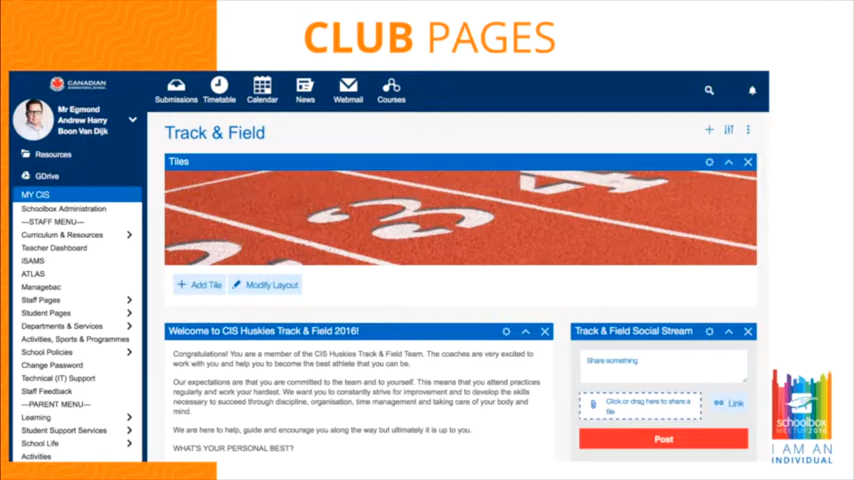 CLUB PAGES
CANADIAN
Mr Egmond
Andrew Harry
Boon Van Dijk
Resources
GDrive
MY CIS
Schoolbox Administration
---STAFF MENU---
Curriculum & Resources
Teacher Dashboard
iSAMS
ATLAS
Managebac
Staff Pages
Student Pages
Departments & Services
Activities, Sports & Programmes
School Policies
Change Password
Technical (IT) Support
Staff Feedback
---PARENT MENU---
Learning
Student Support Services
School Life
Activities
Submissions Timetable Calendar News Webmail Courses
Track & Field
Tiles
3 4
2
Add Tile Modify Layout
Welcome to CIS Huskies Track & Field 2016!
Congratulations! You are a member of the CIS Huskies Track & Field Team. The coaches are very excited to
work with you and help you to become the best athlete that you can be.
Our expectations are that you are committed to the team and to yourself. This means that you attend practices
regularly and work your hardest. We want you to constantly strive for improvement and to develop the skills
necessary to succeed through discipline, organisation, time management and taking care of your body and
mind.
We are here to help, guide and encourage you along the way but ultimately it is up to you.
WHAT'S YOUR PERSONAL BEST?
Track & Field Social Stream
Share something
Click or drag here to share a
file
Link
Post
schoolbox
MEETUP2016
I AM AN
INDIVIDUAL